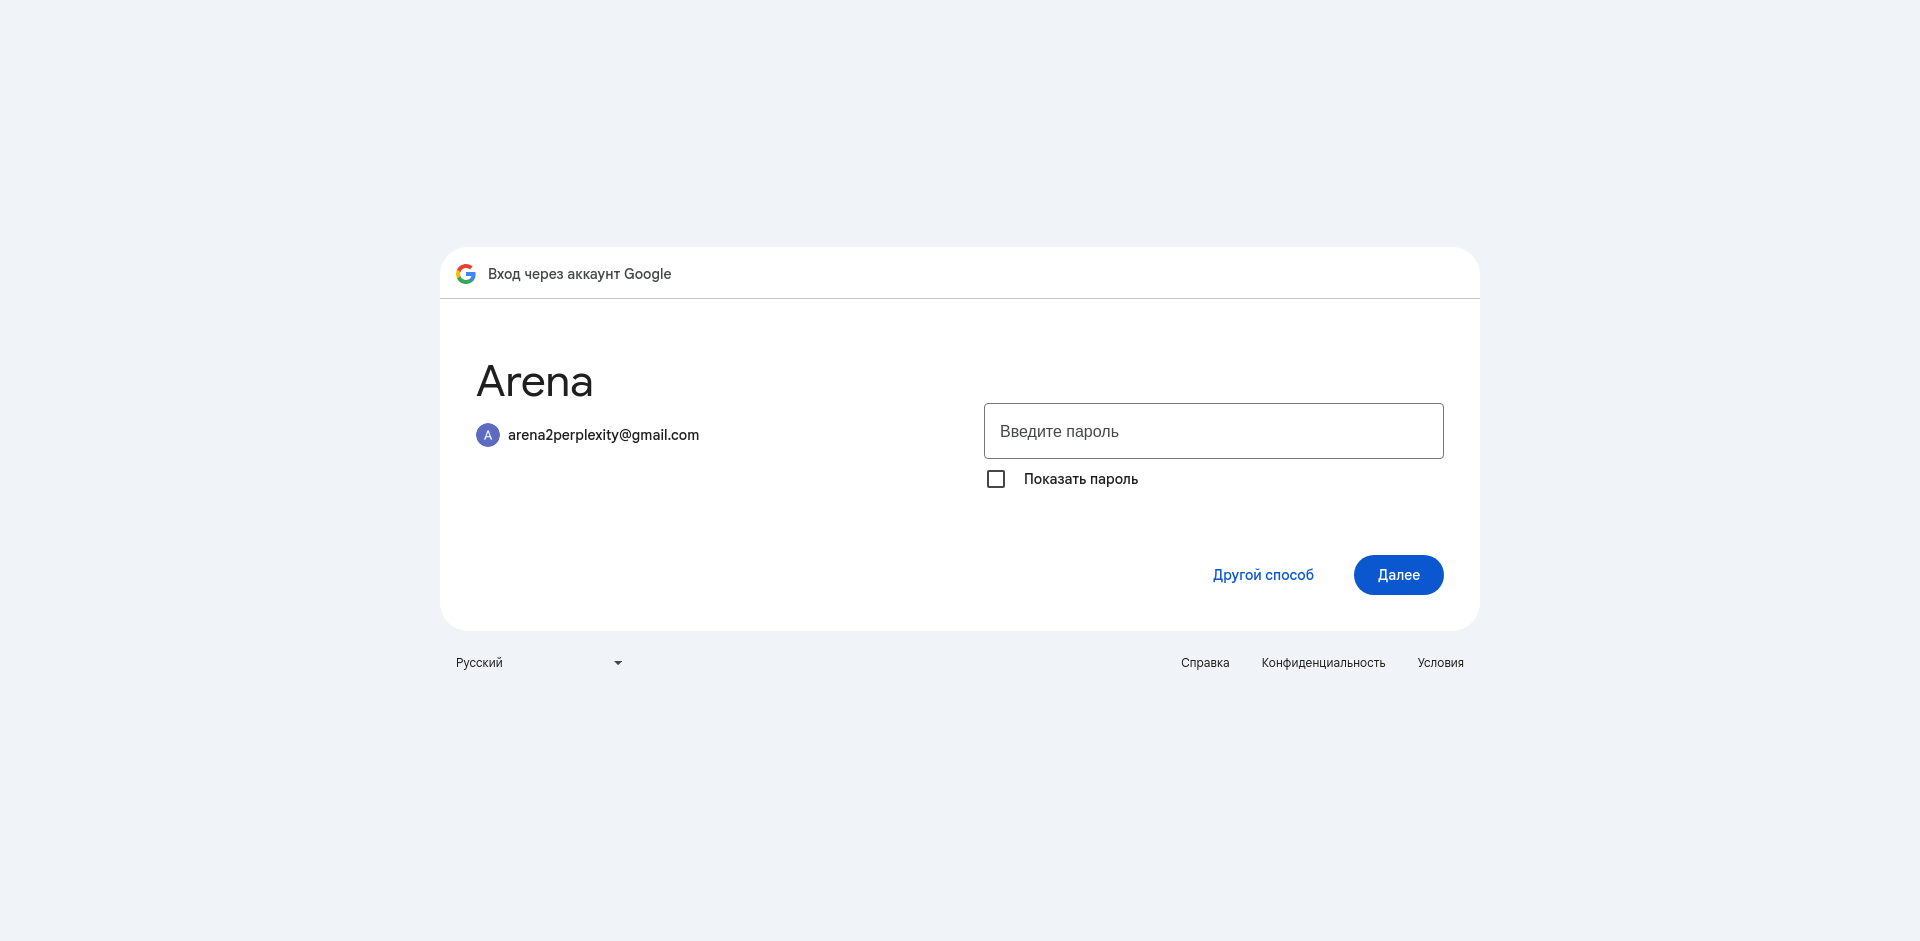 Вход через аккаунт Google
Arena
A arena2perplexity@gmail.com
Введите пароль
Показать пароль
Другой способ Далее
Русский Справка Конфиденциальность Условия